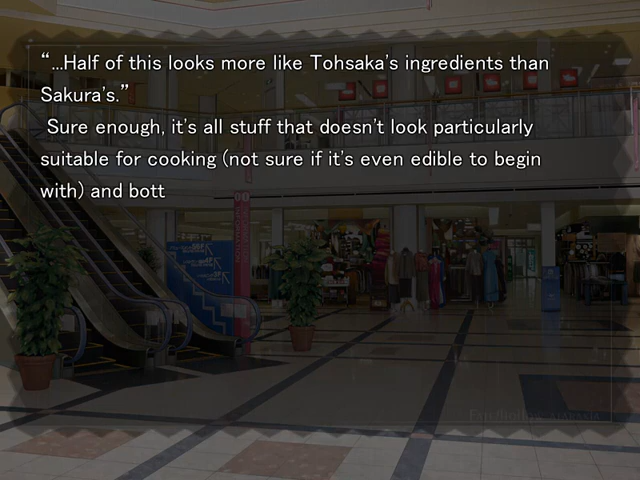 “...Half of this looks more like Tohsaka's ingredients than
Sakura's.”
Sure enough, it's all stuff that doesn't look particularly
suitable for cooking (not sure if it's even edible to begin
with) and bott